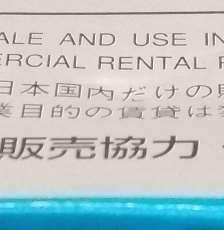 ALE AND USE IN
ERCIAL RENTAL
日本国内だけの販
業目的の賃貸は
販売協力